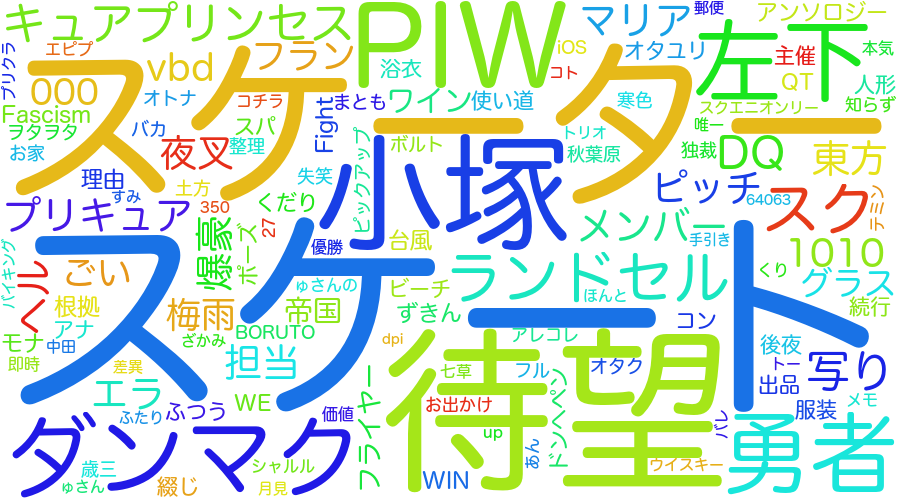 キュアプリンセス
PIW
マリア
郵便
アンソロジー
プリクラ
エピプ
フラン
iOS
オタユリ
左下
主催
本気
スケーター
vbd
000
浴衣
コト
QT
人形
オトナ
コチラ
まとも
ワイン
使い道
寒色
スクエニオンリー
知らず
Fascism
Fight
ヲタヲタ
バカ
スパ
ボルト
トリオ
唯一
夜叉
整理
小塚
秋葉原
独裁
DQ
東方
お家
理由
失笑
ピックアップ
ピッチ
すみ
土方
くだり
64063
スク
テミン
プリキュア
350
爆豪
27
ポーズ
優勝
台風
メンバー
手引き
1010
バイキング
ヘル
ごい
スケート
ゅさんの
ビーチ
ランドセル
ほんと
くり
グラス
根拠
梅雨
帝国
ずきん
続行
アナ
モナ
中田
BORUTO
ざかみ
dpi
アレコレ
コン
後夜
即時
差異
担当
待望
七草
フル
オタク
トー
出品
写り
エラ
WE
フライヤー
お出かけ
ドンペペン
メモ
ふたり
ふつう
価値
up
服装
バレ
勇者
ダンマク
歳三
シャルル
あん
ウイスキー
ゅさん
綴じ
月見
WIN